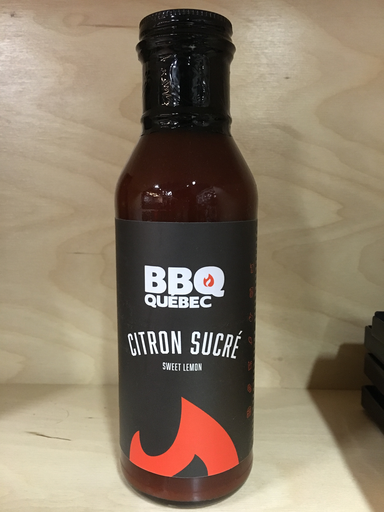 BBQ
QUÉBEC
CITRON SUCRÉ
SWEET LEMON